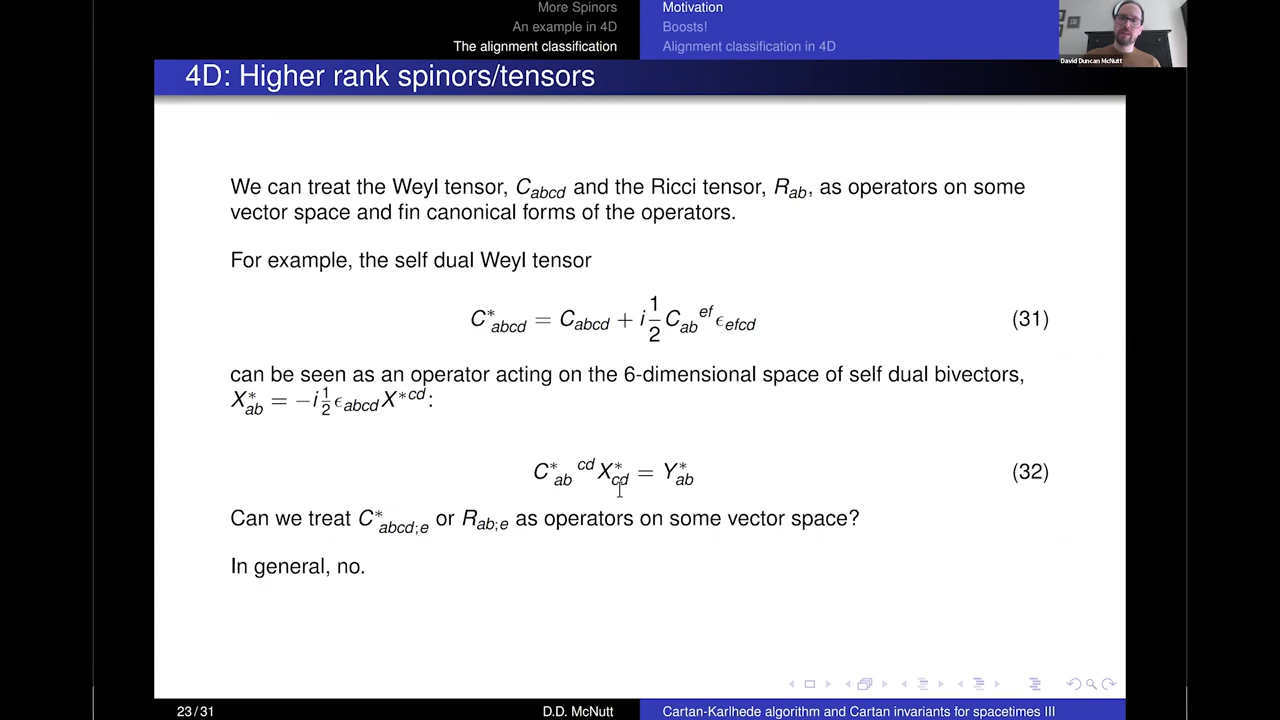 More Spinors
An example in 4D
The alignment classification
Motivation
Boosts!
Alignment classification in 4D
David Duncan McNutt
4D: Higher rank spinors/tensors
We can treat the Weyl tensor, C_{abcd} and the Ricci tensor, R_{ab}, as operators on some
vector space and fin canonical forms of the operators.
For example, the self dual Weyl tensor
C^*_{abcd} = C_{abcd} + i\frac{1}{2} C_{ab}{}^{ef} ϵ_{efcd} (31)
can be seen as an operator acting on the 6-dimensional space of self dual bivectors,
X^*_{ab} = -i\frac{1}{2} ϵ_{abcd} X^{*cd}:
C^*_{ab}{}^{cd} X^*_{cd} = Y^*_{ab} (32)
Can we treat C^*_{abcd;e} or R_{ab;e} as operators on some vector space?
In general, no.
23/31
D.D. McNutt
Cartan-Karlhede algorithm and Cartan invariants for spacetimes III